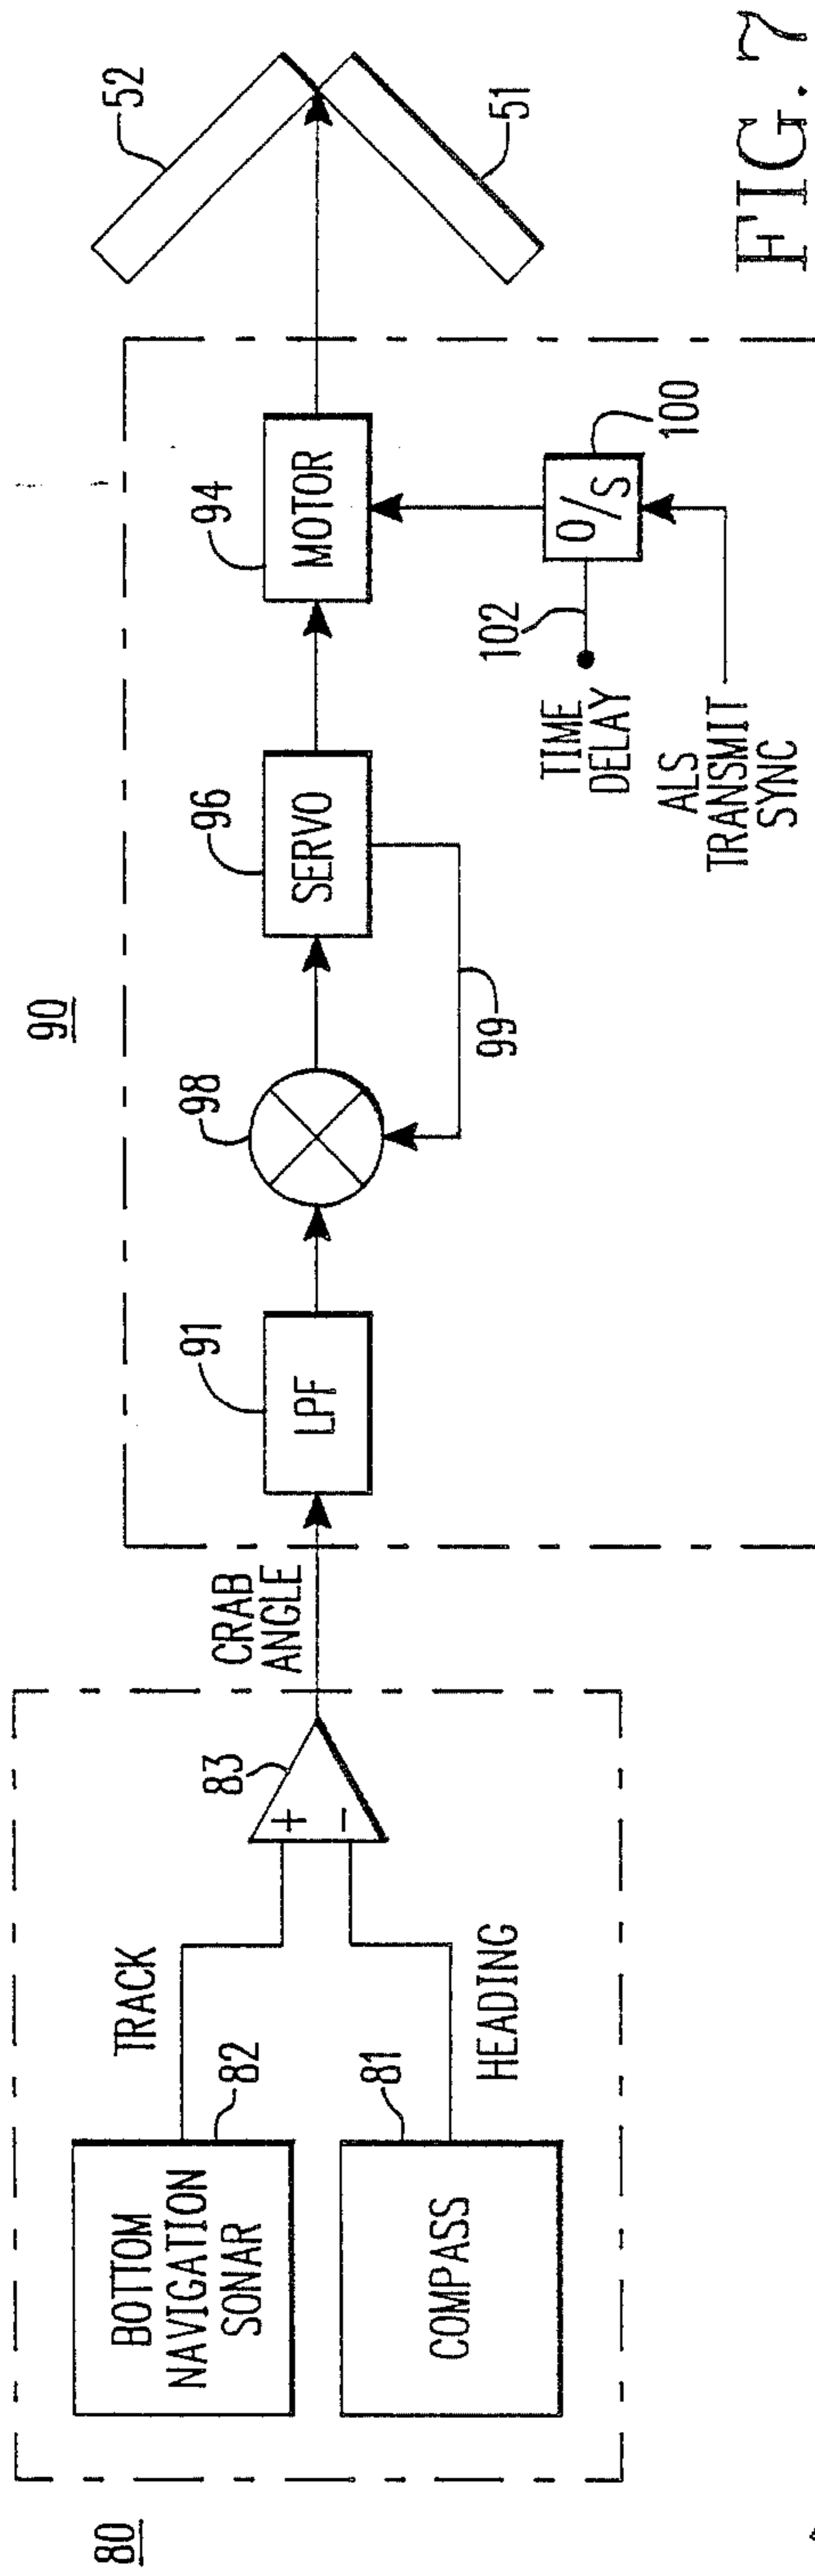 80
BOTTOM
NAVIGATION
SONAR
82
TRACK
COMPASS
81
HEADING
83
+
-
CRAB
ANGLE
90
91
LPF
98
99
96
SERVO
94
MOTOR
TIME
DELAY
102
O/S
100
ALS
TRANSMIT
SYNC
52
51
FIG. 7